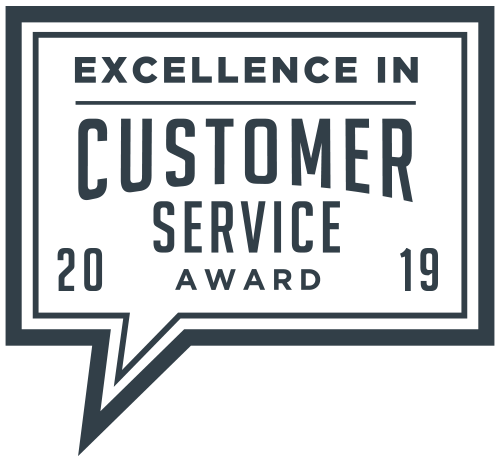 EXCELLENCE IN
CUSTOMER
SERVICE
20 19
AWARD